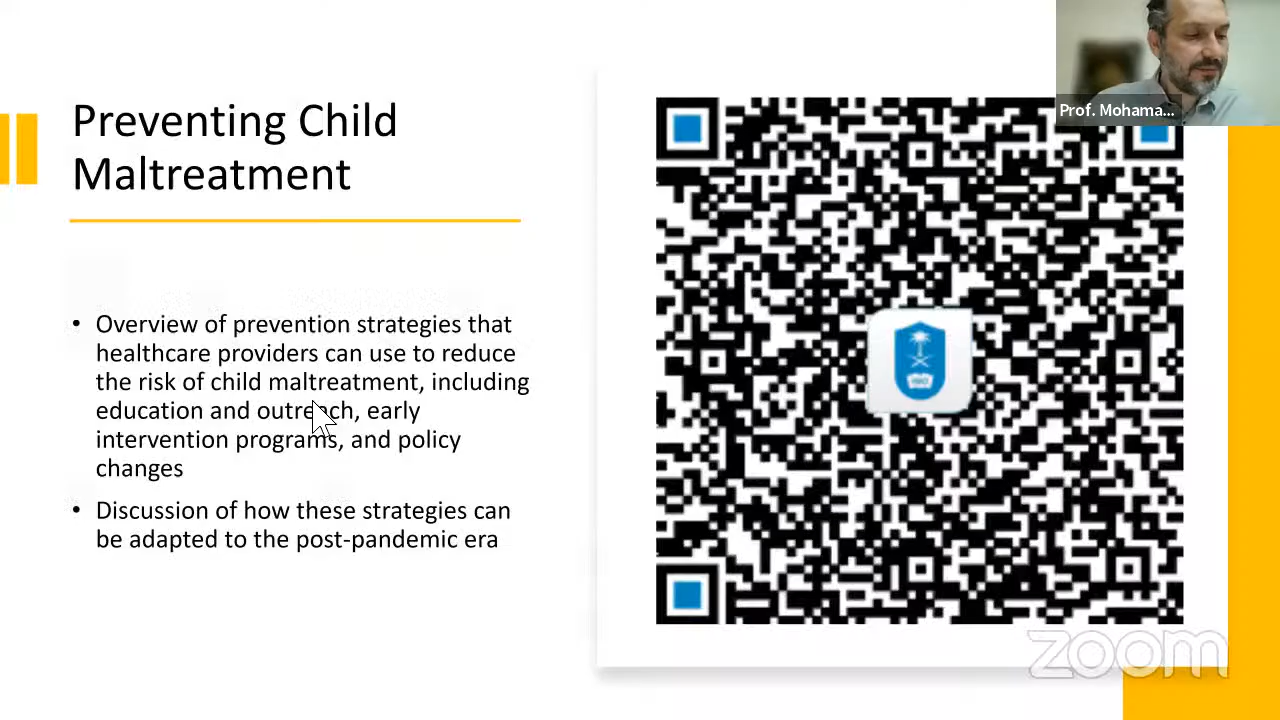 Prof. Mohama...
Preventing Child
Maltreatment
• Overview of prevention strategies that
healthcare providers can use to reduce
the risk of child maltreatment, including
education and outreach, early
intervention programs, and policy
changes
• Discussion of how these strategies can
be adapted to the post-pandemic era
zoom